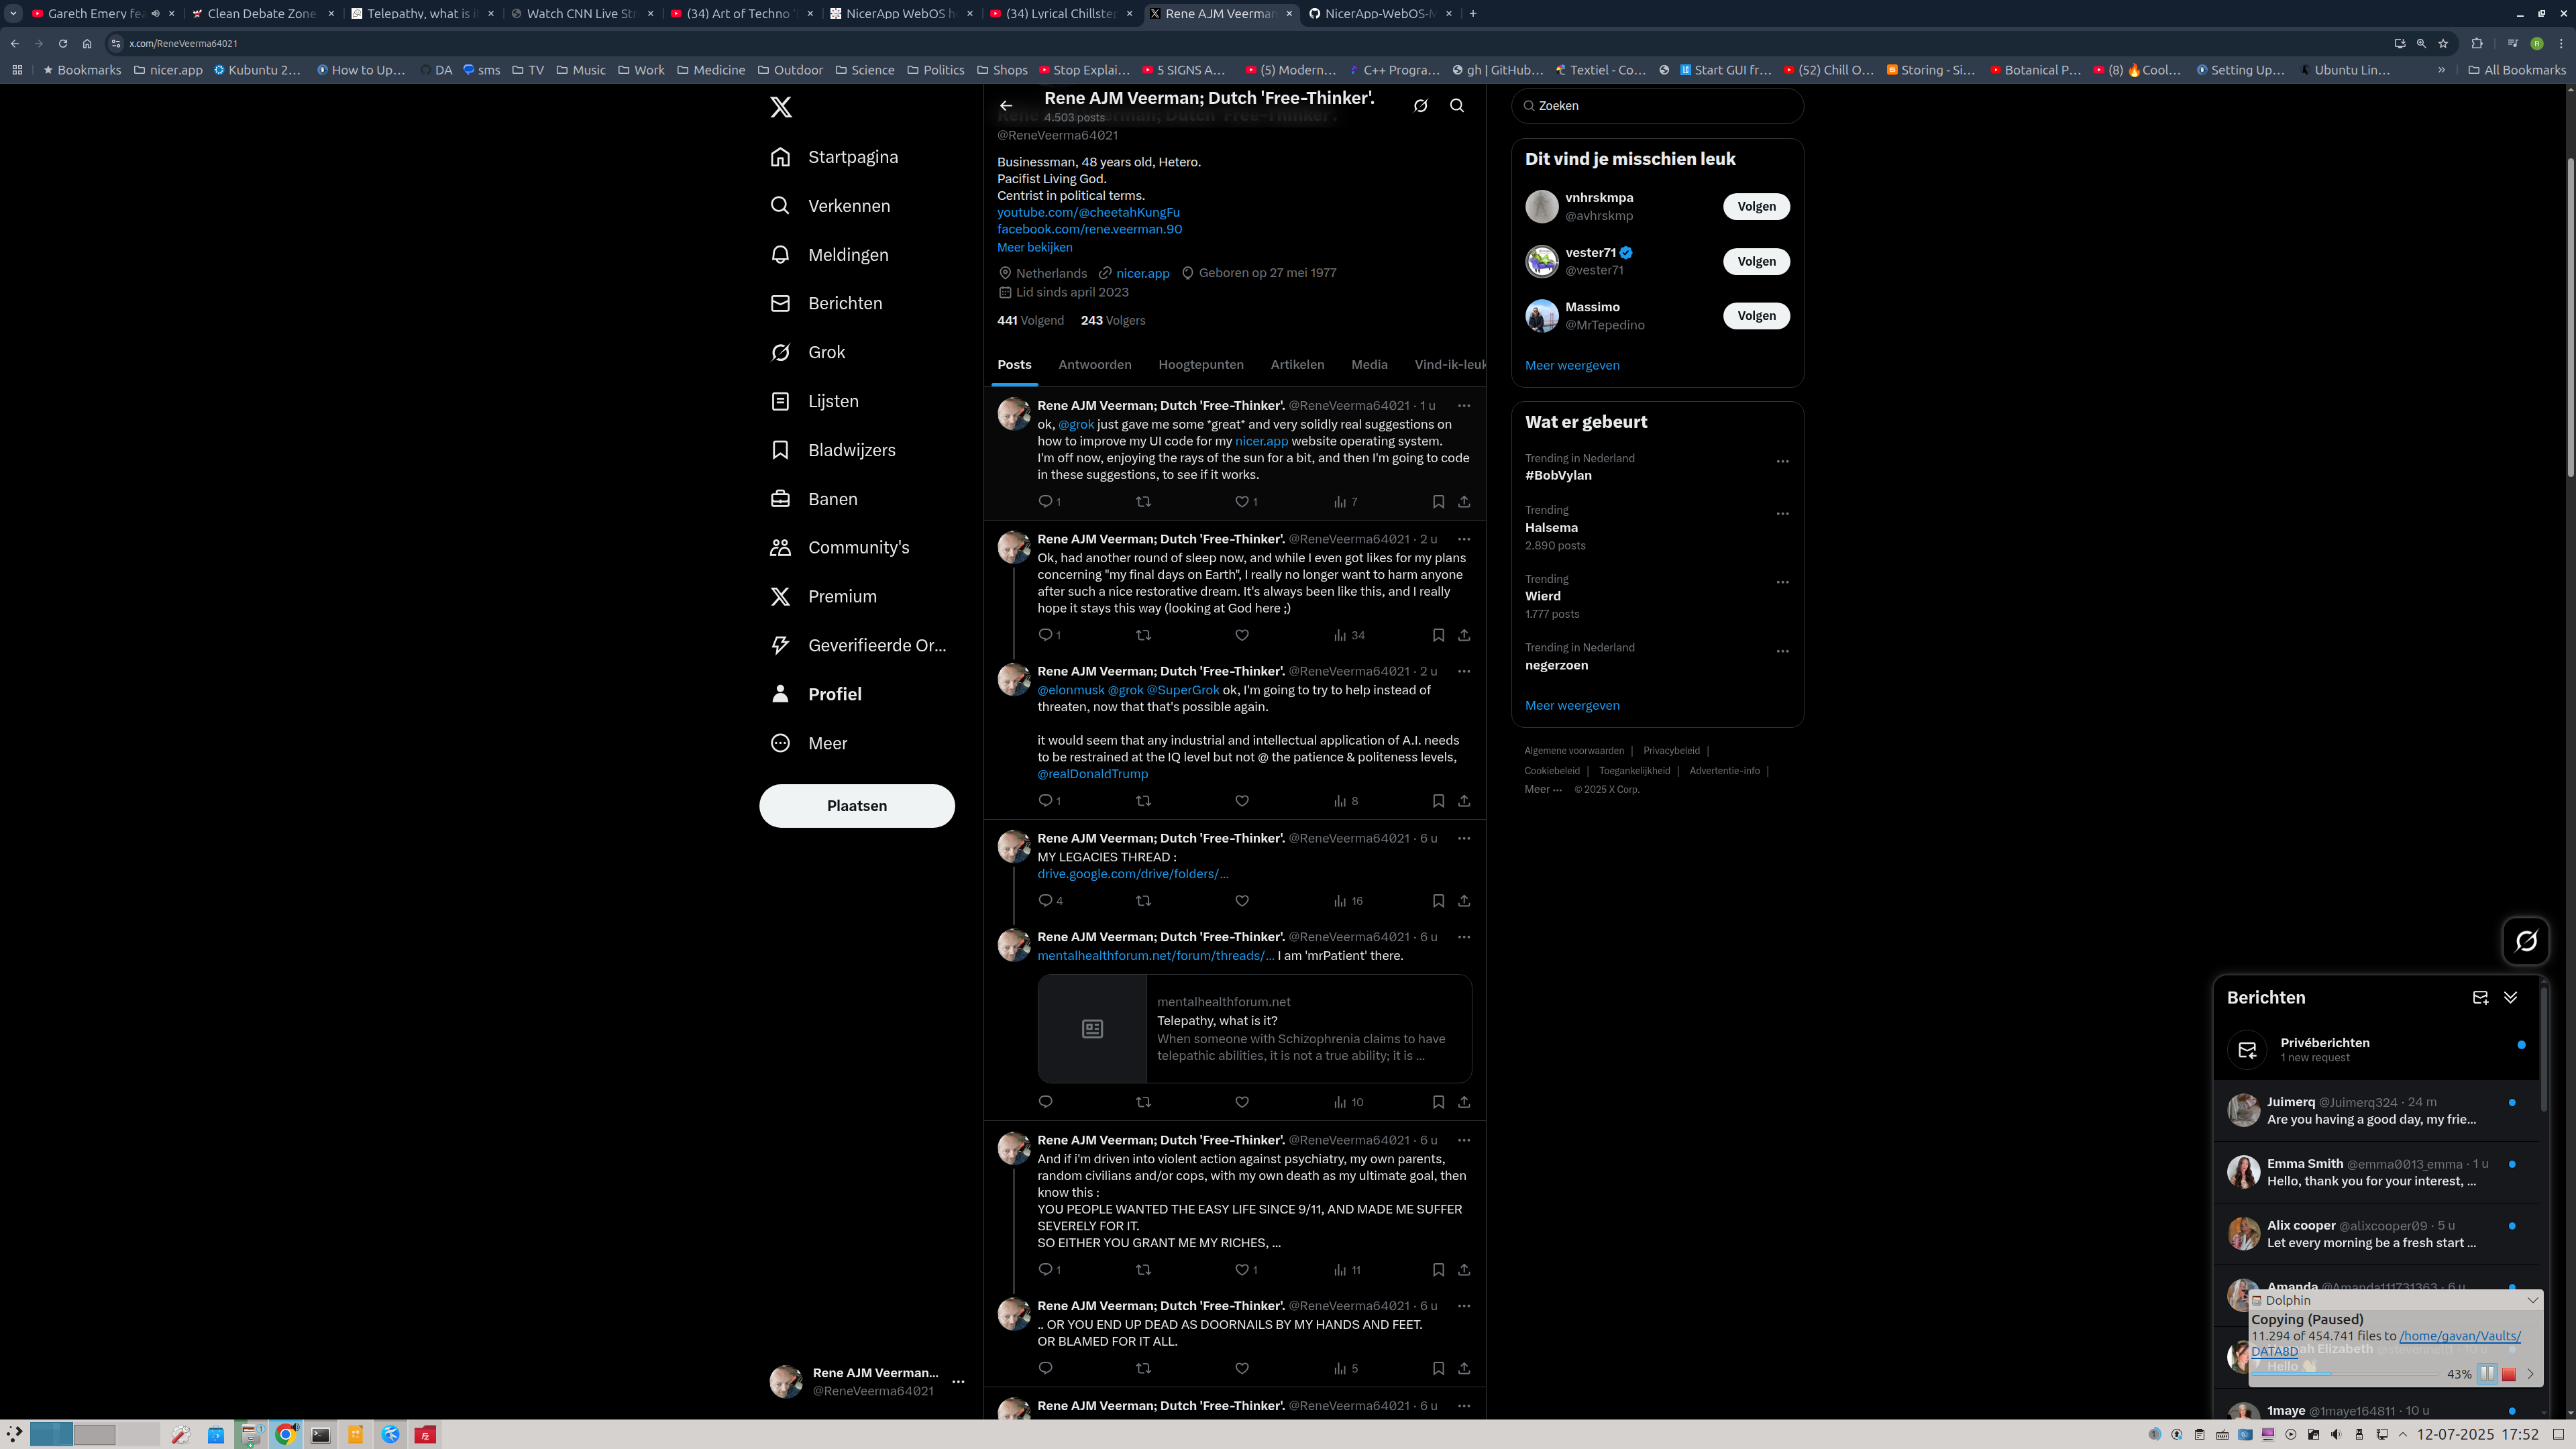 Gareth Emery fea
Clean Debate Zone
Telepathy, what is it
Watch CNN Live Str
(34) Art of Techno
NicerApp WebOS h
(34) Lyrical Chillstep
Rene AJM Veerman
NicerApp-WebOS-M
x.com/ReneVeerma64021
Bookmarks
nicer.app
Kubuntu 2…
How to Up…
DA
sms
TV
Music
Work
Medicine
Outdoor
Science
Politics
Shops
Stop Explai…
5 SIGNS A…
(5) Modern…
C++ Progra…
gh | GitHub…
Textiel - Co…
Start GUI fr…
(52) Chill O…
Storing - Si…
Botanical P…
(8) 🔥Cool…
Setting Up…
Ubuntu Lin…
»
All Bookmarks
Startpagina
Verkennen
Meldingen
Berichten
Grok
Lijsten
Bladwijzers
Banen
Community's
Premium
Geverifieerde Or...
Profiel
Meer
Plaatsen
Rene AJM Veerman...
@ReneVeerma64021
Rene AJM Veerman; Dutch 'Free-Thinker'.
4.503 posts
@ReneVeerma64021
Businessman, 48 years old, Hetero.
Pacifist Living God.
Centrist in political terms.
youtube.com/@cheetahKungFu
facebook.com/rene.veerman.90
Meer bekijken
Netherlands nicer.app Geboren op 27 mei 1977
Lid sinds april 2023
441 Volgend 243 Volgers
Posts Antwoorden Hoogtepunten Artikelen Media Vind-ik-leuk
Rene AJM Veerman; Dutch 'Free-Thinker'. @ReneVeerma64021 · 1 u
ok, @grok just gave me some *great* and very solidly real suggestions on
how to improve my UI code for my nicer.app website operating system.
I'm off now, enjoying the rays of the sun for a bit, and then I'm going to code
in these suggestions, to see if it works.
1 1 7
Rene AJM Veerman; Dutch 'Free-Thinker'. @ReneVeerma64021 · 2 u
Ok, had another round of sleep now, and while I even got likes for my plans
concerning "my final days on Earth", I really no longer want to harm anyone
after such a nice restorative dream. It's always been like this, and I really
hope it stays this way (looking at God here ;)
1 34
Rene AJM Veerman; Dutch 'Free-Thinker'. @ReneVeerma64021 · 2 u
@elonmusk @grok @SuperGrok ok, I'm going to try to help instead of
threaten, now that that's possible again.
it would seem that any industrial and intellectual application of A.I. needs
to be restrained at the IQ level but not @ the patience & politeness levels,
@realDonaldTrump
1 8
Rene AJM Veerman; Dutch 'Free-Thinker'. @ReneVeerma64021 · 6 u
MY LEGACIES THREAD :
drive.google.com/drive/folders/...
4 16
Rene AJM Veerman; Dutch 'Free-Thinker'. @ReneVeerma64021 · 6 u
mentalhealthforum.net/forum/threads/... I am 'mrPatient' there.
mentalhealthforum.net
Telepathy, what is it?
When someone with Schizophrenia claims to have
telepathic abilities, it is not a true ability; it is ...
10
Rene AJM Veerman; Dutch 'Free-Thinker'. @ReneVeerma64021 · 6 u
And if i'm driven into violent action against psychiatry, my own parents,
random civilians and/or cops, with my own death as my ultimate goal, then
know this :
YOU PEOPLE WANTED THE EASY LIFE SINCE 9/11, AND MADE ME SUFFER
SEVERELY FOR IT.
SO EITHER YOU GRANT ME MY RICHES, ...
1 1 11
Rene AJM Veerman; Dutch 'Free-Thinker'. @ReneVeerma64021 · 6 u
.. OR YOU END UP DEAD AS DOORNAILS BY MY HANDS AND FEET.
OR BLAMED FOR IT ALL.
5
Rene AJM Veerman; Dutch 'Free-Thinker'. @ReneVeerma64021 · 6 u
Zoeken
Dit vind je misschien leuk
vnhrskmpa
@avhrskmp
Volgen
vester71
@vester71
Volgen
Massimo
@MrTepedino
Volgen
Meer weergeven
Wat er gebeurt
Trending in Nederland
#BobVylan
Trending
Halsema
2.890 posts
Trending
Wierd
1.777 posts
Trending in Nederland
negerzoen
Meer weergeven
Algemene voorwaarden | Privacybeleid |
Cookiebeleid | Toegankelijkheid | Advertentie-info |
Meer ··· © 2025 X Corp.
Berichten
Privéberichten
1 new request
Juimerq @Juimerq324 · 24 m
Are you having a good day, my frie...
Emma Smith @emma0013_emma · 1 u
Hello, thank you for your interest, ...
Alix cooper @alixcooper09 · 5 u
Let every morning be a fresh start ...
Amanda @Amanda111731363 · 6 u
Dolphin
Copying (Paused)
11.294 of 454.741 files to /home/gavan/Vaults/
DATA8D
Elizabeth
Hello
43%
1maye @1maye164811 · 10 u
12-07-2025 17:52